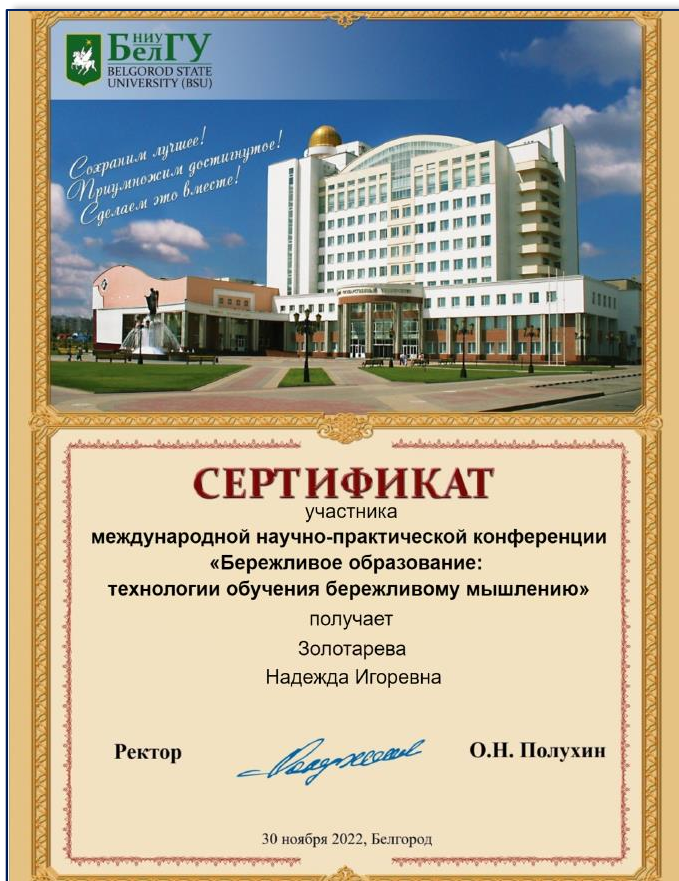 НИУ
БелГУ
BELGOROD STATE
UNIVERSITY (BSU)
Сохраним лучшее!
Приумножим достигнутое!
Сделаем это вместе!
СЕРТИФИКАТ
участника
международной научно-практической конференции
«Бережливое образование:
технологии обучения бережливому мышлению»
получает
Золотарева
Надежда Игоревна
Ректор
О.Н. Полухин
30 ноября 2022, Белгород